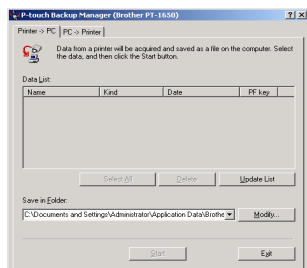 P-touch Backup Manager (Brother PT-1650)
Printer -> PC PC -> Printer
Data from a printer will be acquired and saved as a file on the computer. Select
the data, and then click the Start button.
Data List:
Name Kind Date PF key
Select All Delete Update List
Save in Folder:
C:\Documents and Settings\Administrator\Application Data\Brothe Modify...
Start Exit